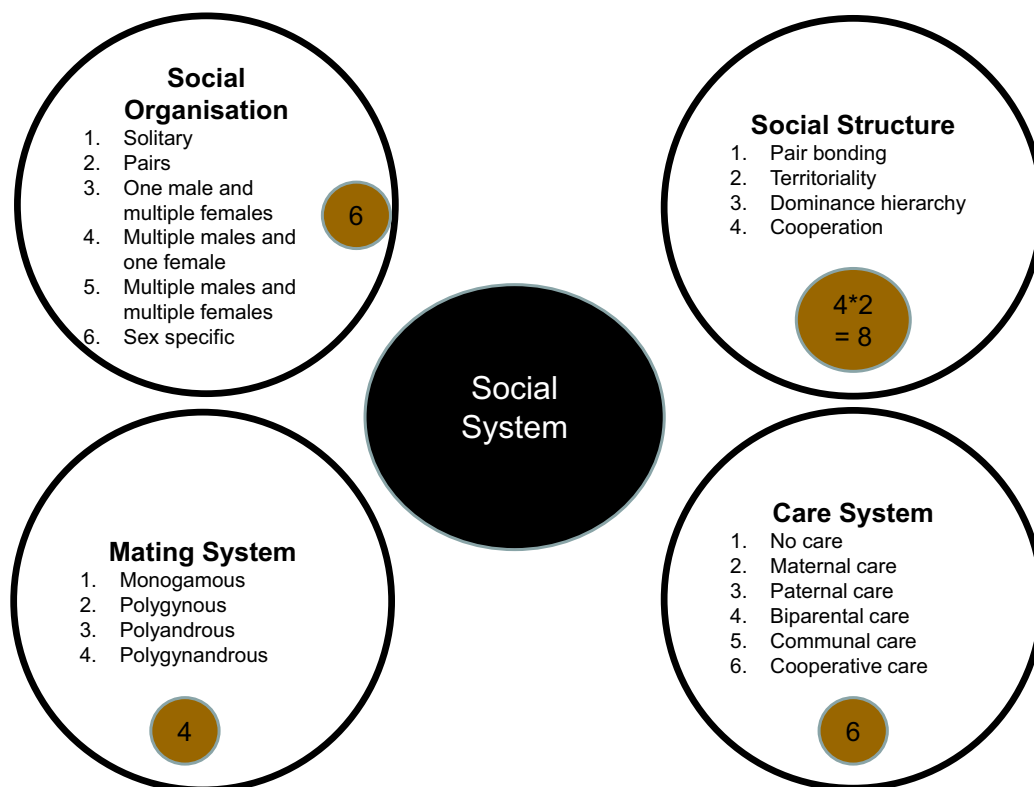 Social
Organisation
1. Solitary
2. Pairs
3. One male and
multiple females
4. Multiple males and
one female
5. Multiple males and
multiple females
6. Sex specific
6
Social Structure
1. Pair bonding
2. Territoriality
3. Dominance hierarchy
4. Cooperation
4*2
= 8
Social
System
Mating System
1. Monogamous
2. Polygynous
3. Polyandrous
4. Polygynandrous
4
Care System
1. No care
2. Maternal care
3. Paternal care
4. Biparental care
5. Communal care
6. Cooperative care
6